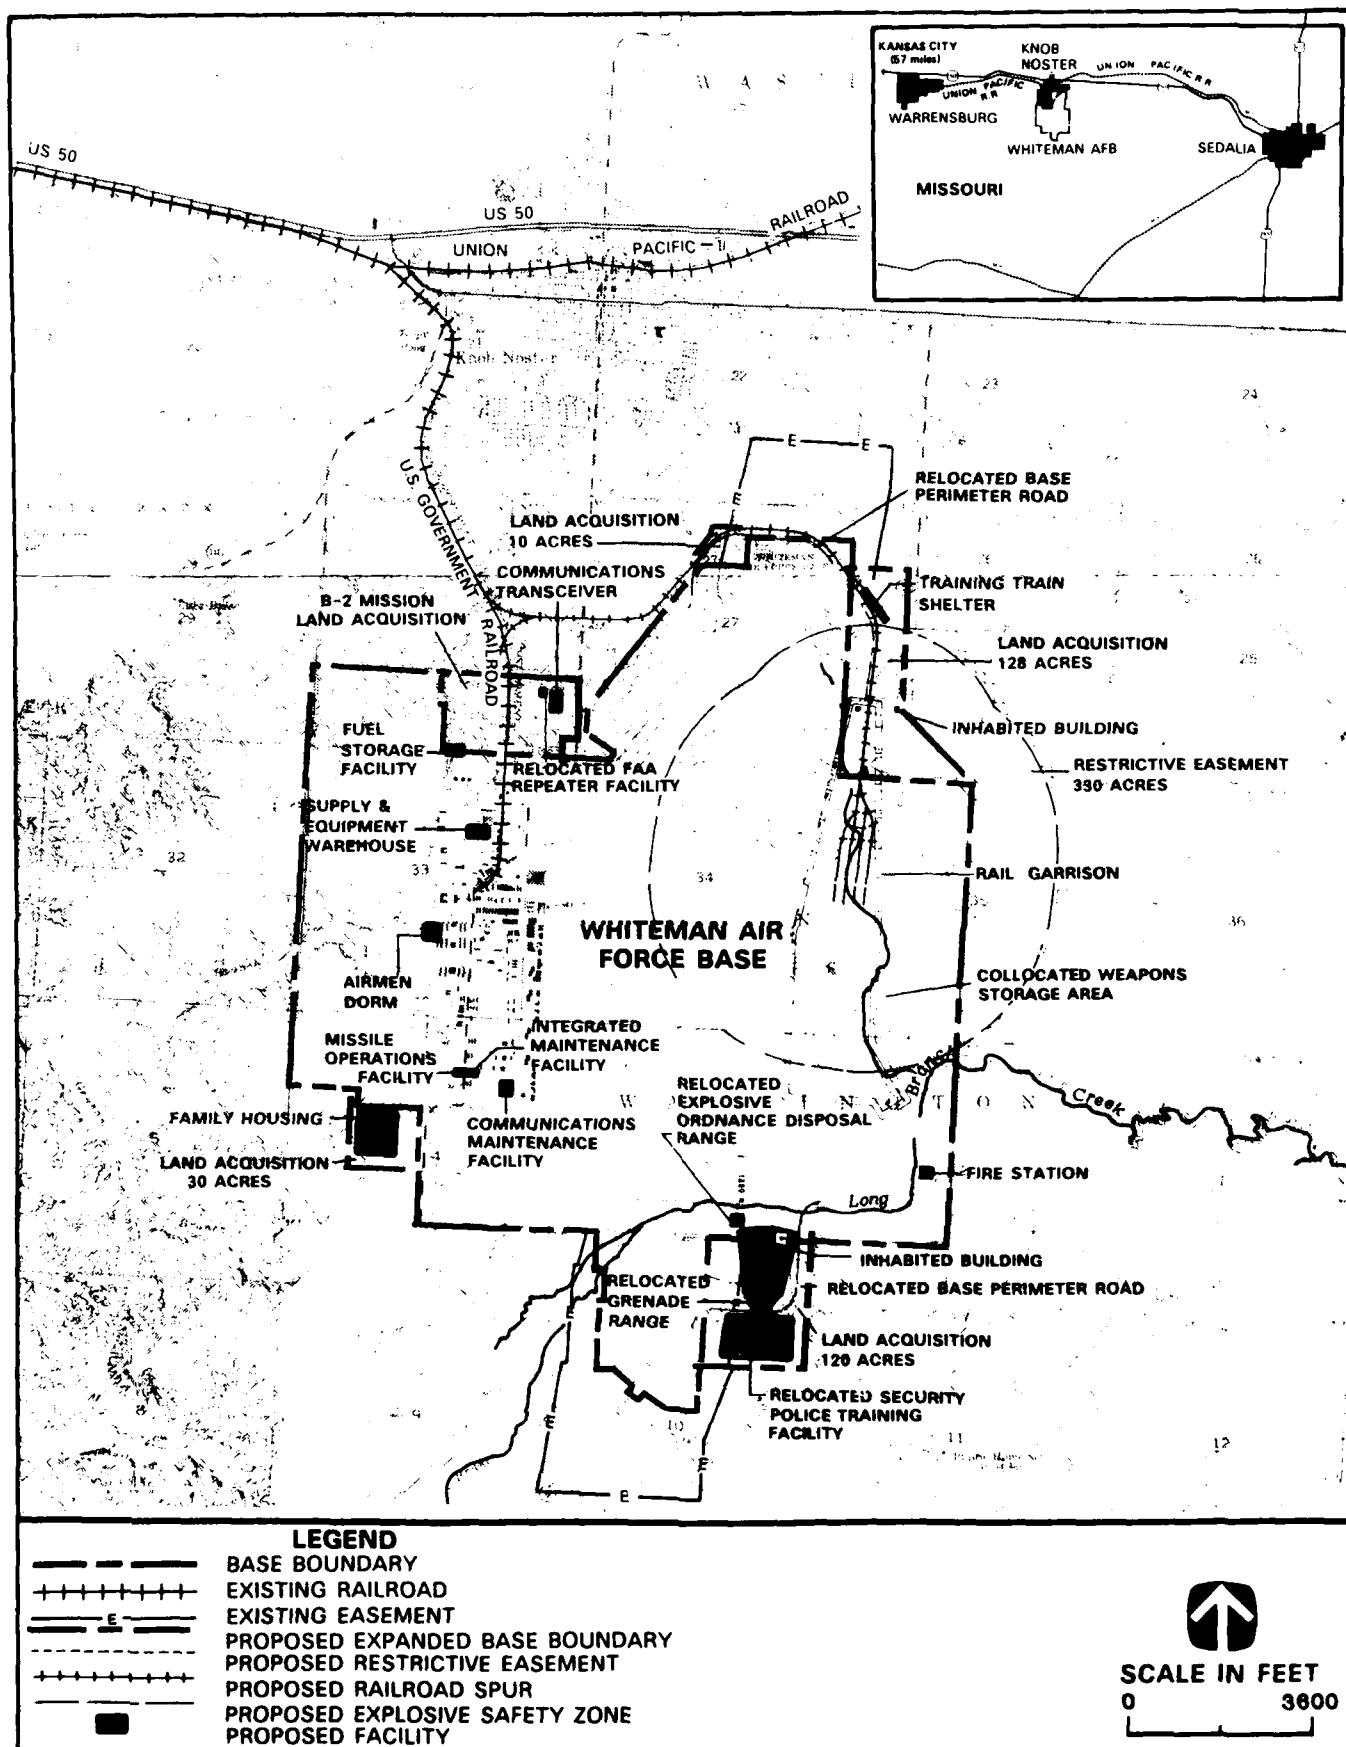 KANSAS CITY
(57 miles)
KNOB
NOSTER
UNION PACIFIC R.R
UNION PACIFIC
R.R
WARRENSBURG
WHITEMAN AFB
SEDALIA
MISSOURI
US 50
US 50
UNION PACIFIC RAILROAD
Knob Noster
22
23
24
U.S. GOVERNMENT RAILROAD
E
E
E
RELOCATED BASE
PERIMETER ROAD
LAND ACQUISITION
10 ACRES
COMMUNICATIONS
TRANSCEIVER
B-2 MISSION
LAND ACQUISITION
TRAINING TRAIN
SHELTER
27
LAND ACQUISITION
128 ACRES
INHABITED BUILDING
FUEL
STORAGE
FACILITY
RELOCATED FAA
REPEATER FACILITY
RESTRICTIVE EASEMENT
330 ACRES
SUPPLY &
EQUIPMENT
WAREHOUSE
32
33
34
RAIL GARRISON
36
WHITEMAN AIR
FORCE BASE
AIRMEN
DORM
COLLOCATED WEAPONS
STORAGE AREA
MISSILE
OPERATIONS
FACILITY
INTEGRATED
MAINTENANCE
FACILITY
RELOCATED
EXPLOSIVE
ORDNANCE DISPOSAL
RANGE
Branch
Creek
FAMILY HOUSING
COMMUNICATIONS
MAINTENANCE
FACILITY
LAND ACQUISITION
30 ACRES
FIRE STATION
Long
INHABITED BUILDING
RELOCATED
GRENADE
RANGE
RELOCATED BASE PERIMETER ROAD
LAND ACQUISITION
120 ACRES
RELOCATED SECURITY
POLICE TRAINING
FACILITY
E
E
E
E
9
10
11
12
LEGEND
BASE BOUNDARY
EXISTING RAILROAD
E EXISTING EASEMENT
PROPOSED EXPANDED BASE BOUNDARY
PROPOSED RESTRICTIVE EASEMENT
PROPOSED RAILROAD SPUR
PROPOSED EXPLOSIVE SAFETY ZONE
PROPOSED FACILITY
SCALE IN FEET
0 3600